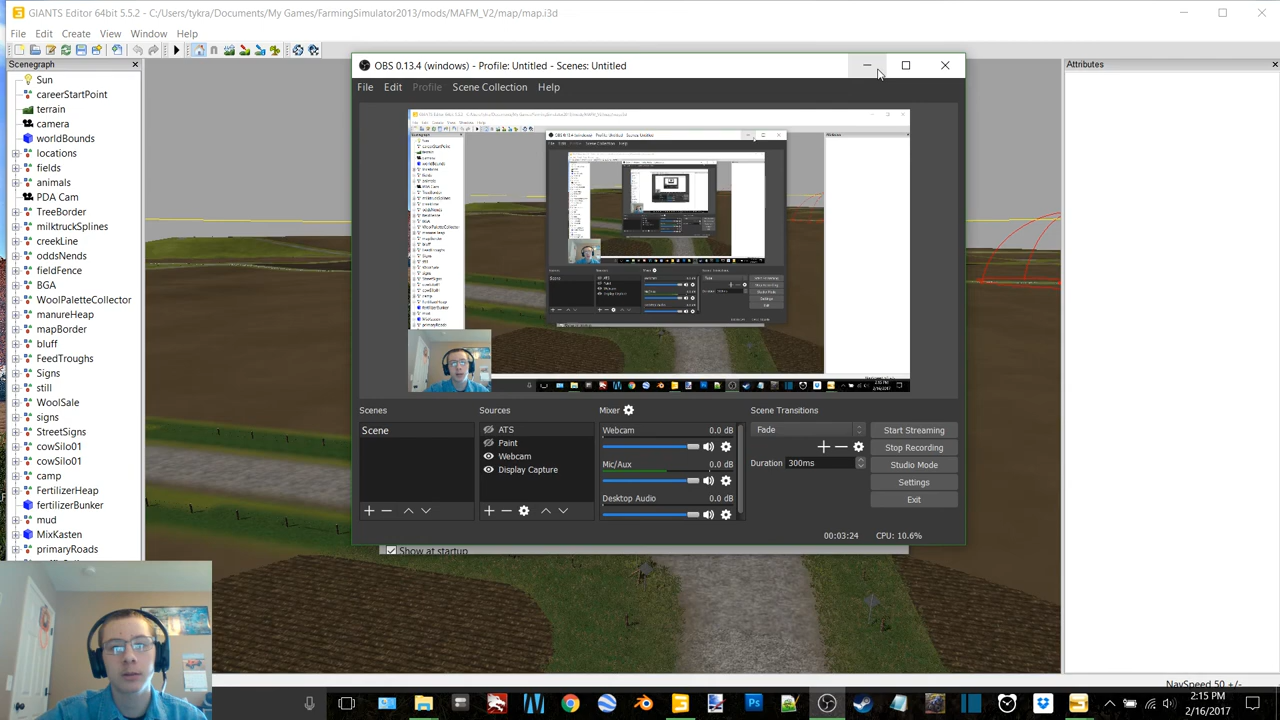 GIANTS Editor 64bit 5.5.2 - C:/Users/tykra/Documents/My Games/FarmingSimulator2013/mods/MAFM_V2/map/map.i3d
File Edit Create View Window Help
Scenegraph
Attributes
Sun
careerStartPoint
terrain
camera
worldBounds
locations
fields
animals
PDA Cam
TreeBorder
milktruckSplines
creekLine
oddsNends
fieldfence
BGA
WoolpaletteCollector
manureHeap
mapBorder
bluff
FeedTroughs
Signs
still
WoolSale
signs
StreetSigns
cowSilo01
cowSilo01
camp
FertilizerHeap
fertilizerBunker
mud
MixKasten
primaryRoads
OBS 0.13.4 (windows) - Profile: Untitled - Scenes: Untitled
File Edit Profile Scene Collection Help
Scenes
Scene
Sources
ATS
Paint
Webcam
Display Capture
Mixer
Webcam 0.0 dB
Mic/Aux 0.0 dB
Desktop Audio 0.0 dB
Scene Transitions
Fade
Duration 300ms
Start Streaming
Stop Recording
Studio Mode
Settings
Exit
00:03:24 CPU: 10.6%
Show at startup
NavSpeed 50 +/-
2:15 PM
2/16/2017